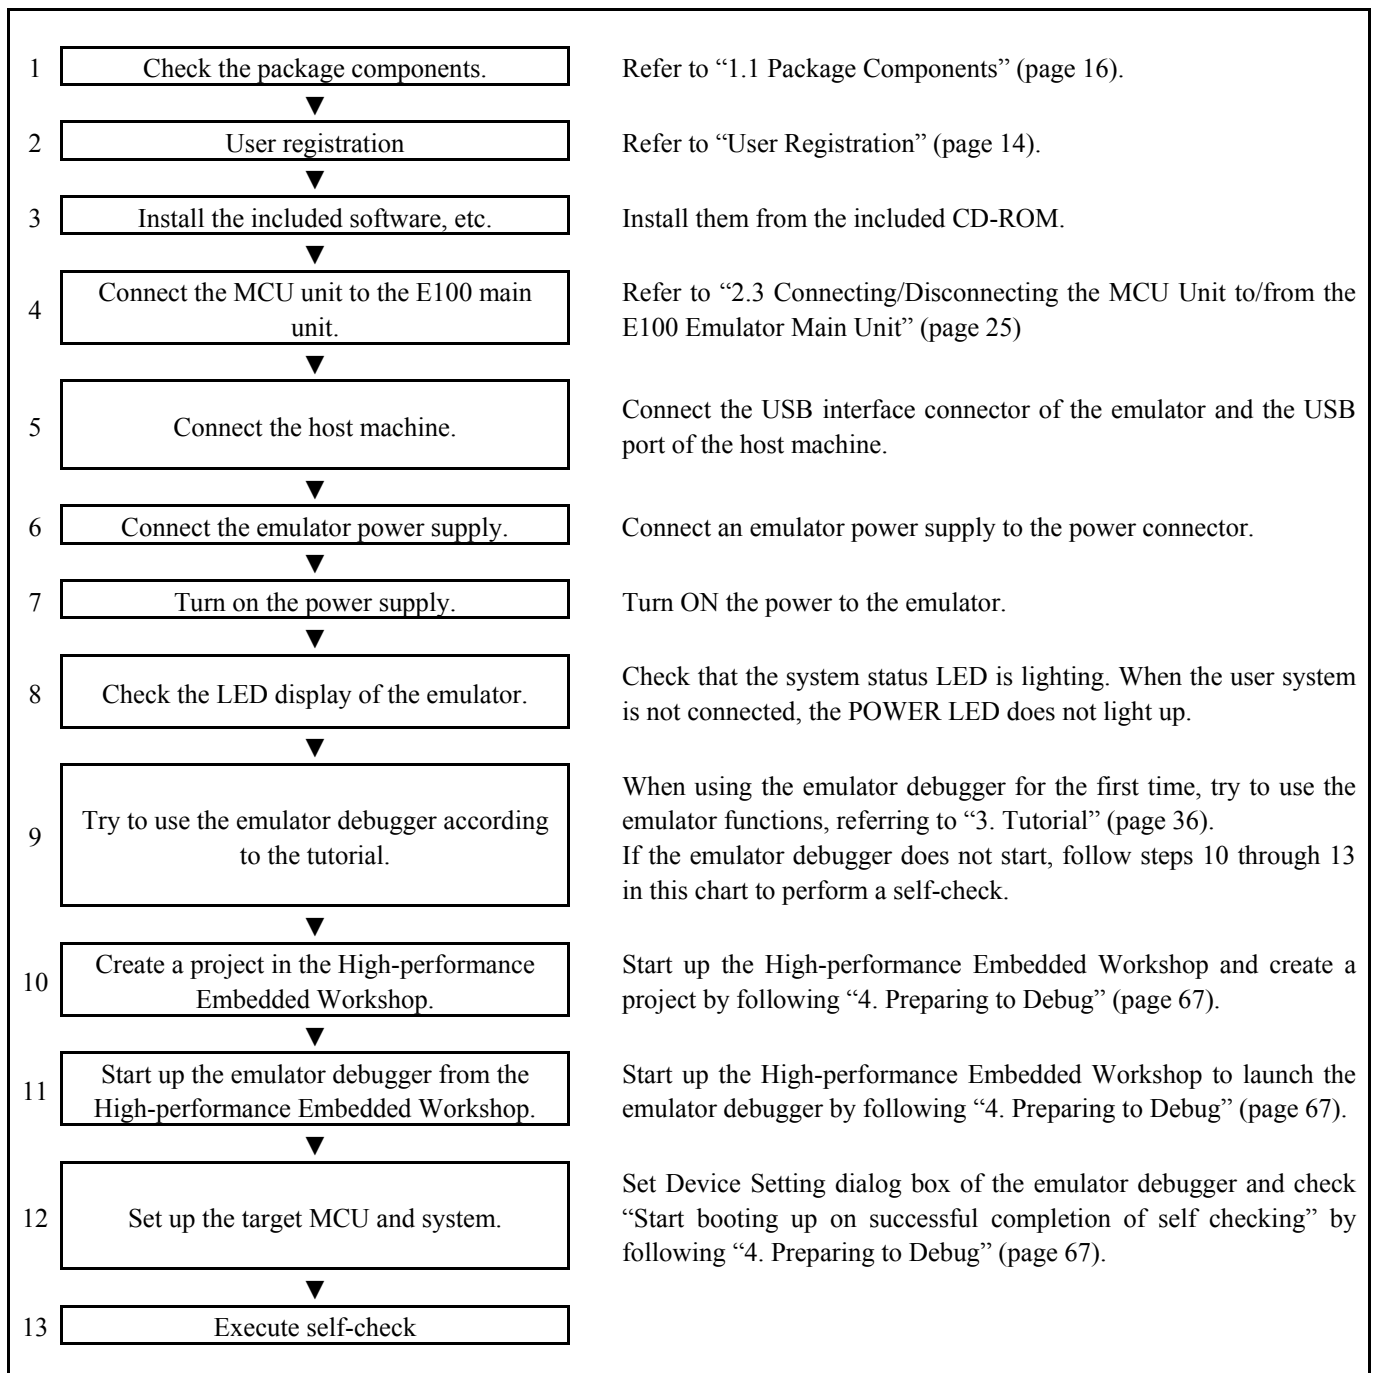 1 Check the package components. Refer to “1.1 Package Components” (page 16).
▼
2 User registration Refer to “User Registration” (page 14).
▼
3 Install the included software, etc. Install them from the included CD-ROM.
▼
4 Connect the MCU unit to the E100 main
unit.
Refer to “2.3 Connecting/Disconnecting the MCU Unit to/from the
E100 Emulator Main Unit” (page 25)
▼
5 Connect the host machine.
Connect the USB interface connector of the emulator and the USB
port of the host machine.
▼
6 Connect the emulator power supply. Connect an emulator power supply to the power connector.
▼
7 Turn on the power supply. Turn ON the power to the emulator.
▼
8 Check the LED display of the emulator.
Check that the system status LED is lighting. When the user system
is not connected, the POWER LED does not light up.
▼
9 Try to use the emulator debugger according
to the tutorial.
When using the emulator debugger for the first time, try to use the
emulator functions, referring to “3. Tutorial” (page 36).
If the emulator debugger does not start, follow steps 10 through 13
in this chart to perform a self-check.
▼
10 Create a project in the High-performance
Embedded Workshop.
Start up the High-performance Embedded Workshop and create a
project by following “4. Preparing to Debug” (page 67).
▼
11 Start up the emulator debugger from the
High-performance Embedded Workshop.
Start up the High-performance Embedded Workshop to launch the
emulator debugger by following “4. Preparing to Debug” (page 67).
▼
12 Set up the target MCU and system.
Set Device Setting dialog box of the emulator debugger and check
“Start booting up on successful completion of self checking” by
following “4. Preparing to Debug” (page 67).
▼
13 Execute self-check